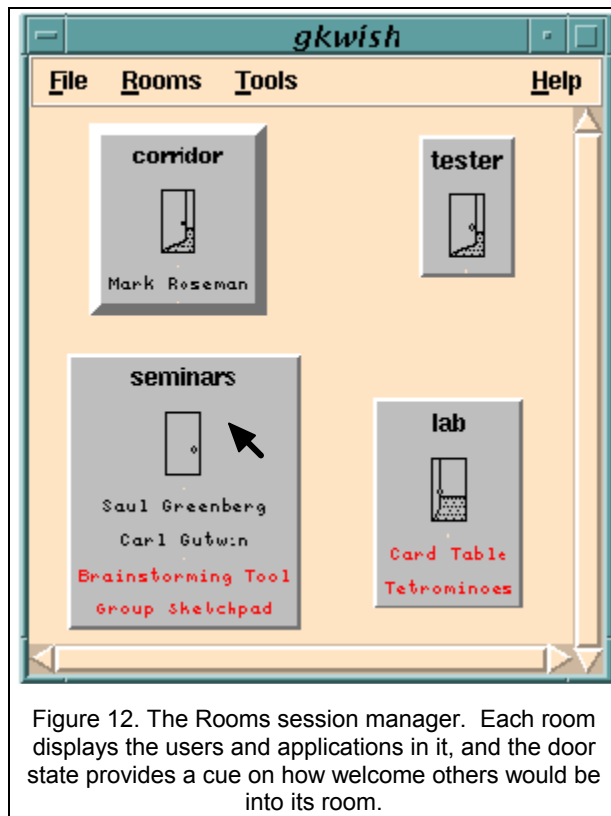 gkwish
File Rooms Tools Help
corridor
Mark Roseman
tester
seminars
Saul Greenberg
Carl Gutwin
Brainstorming Tool
Group Sketchpad
lab
Card Table
Tetrominoes
Figure 12. The Rooms session manager. Each room
displays the users and applications in it, and the door
state provides a cue on how welcome others would be
into its room.